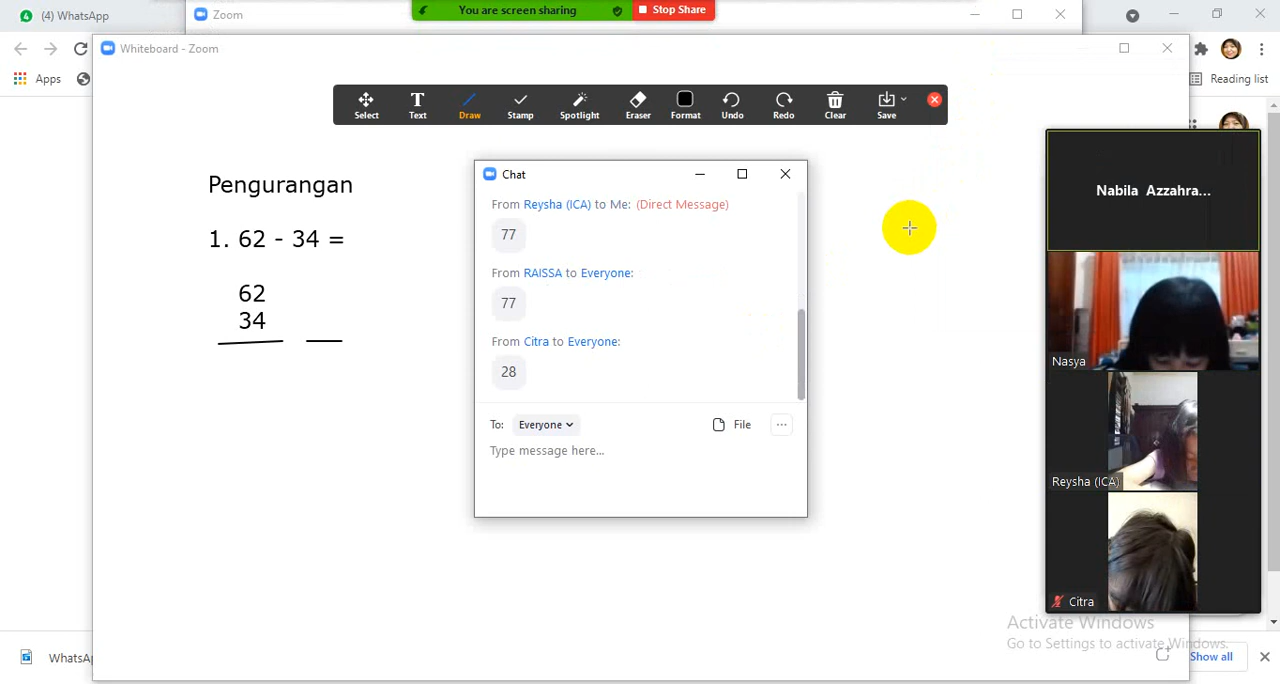 (4) WhatsApp
Zoom
You are screen sharing
Stop Share
Whiteboard - Zoom
Apps
Reading list
Select
Text
Draw
Stamp
Spotlight
Eraser
Format
Undo
Redo
Clear
Save
Pengurangan
1. 62 - 34 =
62
34
Chat
From Reysha (ICA) to Me: (Direct Message)
77
From RAISSA to Everyone:
77
From Citra to Everyone:
28
To: Everyone
File
Type message here...
Nabila Azzahra...
Nasya
Reysha (ICA)
Citra
Activate Windows
Go to Settings to activate Windows.
WhatsAp
Show all